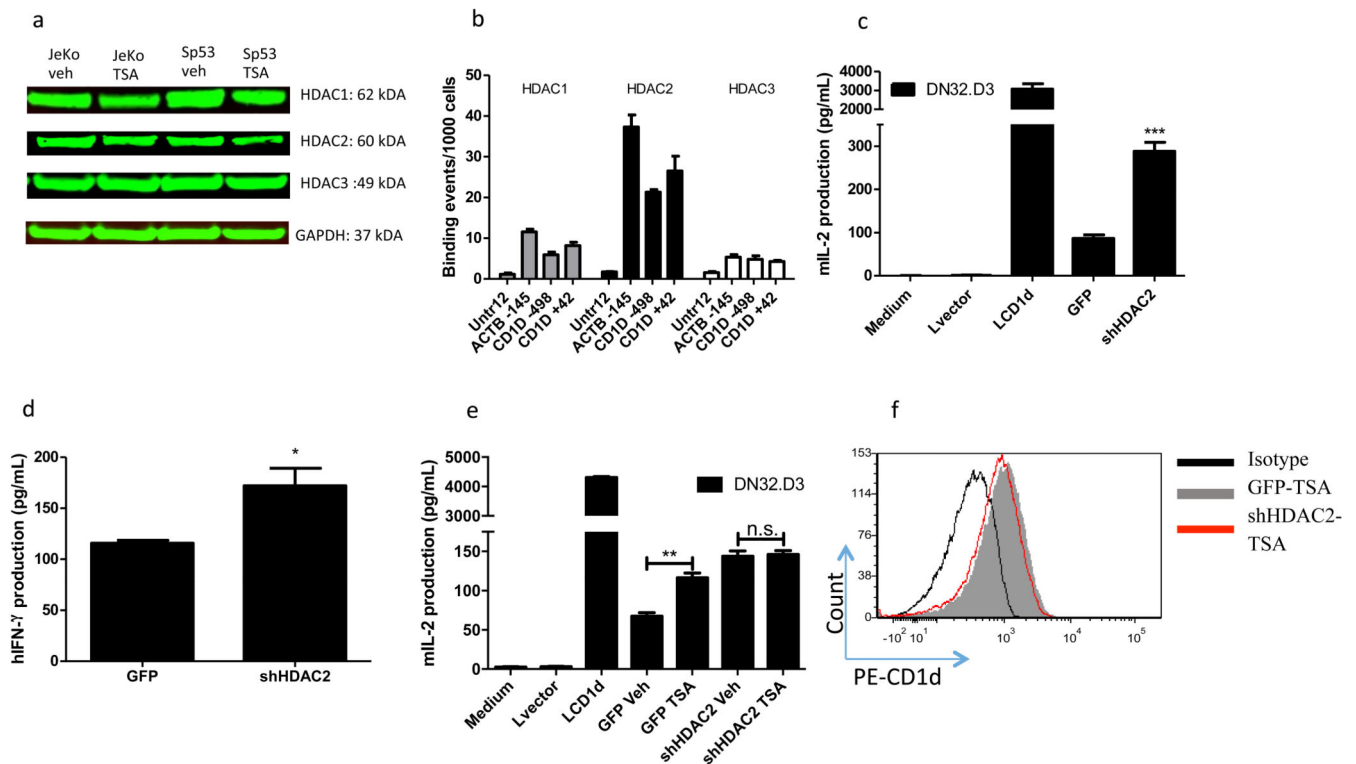 a
JeKo veh
JeKo TSA
Sp53 veh
Sp53 TSA
HDAC1: 62 kDA
HDAC2: 60 kDA
HDAC3 :49 kDA
GAPDH: 37 kDA
b
Binding events/1000 cells
50
40
30
20
10
0
HDAC1
HDAC2
HDAC3
Untr12
ACTB -145
CD1D -498
CD1D +42
Untr12
ACTB -145
CD1D -498
CD1D +42
Untr12
ACTB -145
CD1D -498
CD1D +42
c
mIL-2 production (pg/mL)
4000
3000
2000
300
200
100
0
DN32.D3
***
Medium
Lvector
LCD1d
GFP
shHDAC2
d
hIFN-γ production (pg/mL)
200
150
100
50
0
*
GFP
shHDAC2
e
mIL-2 production (pg/mL)
5000
4000
3000
150
100
50
0
DN32.D3
**
n.s.
Medium
Lvector
LCD1d
GFP Veh
GFP TSA
shHDAC2 Veh
shHDAC2 TSA
f
Count
153
114
76
38
0
-10² 10¹ 10³ 10⁴ 10⁵
PE-CD1d
Isotype
GFP-TSA
shHDAC2-
TSA